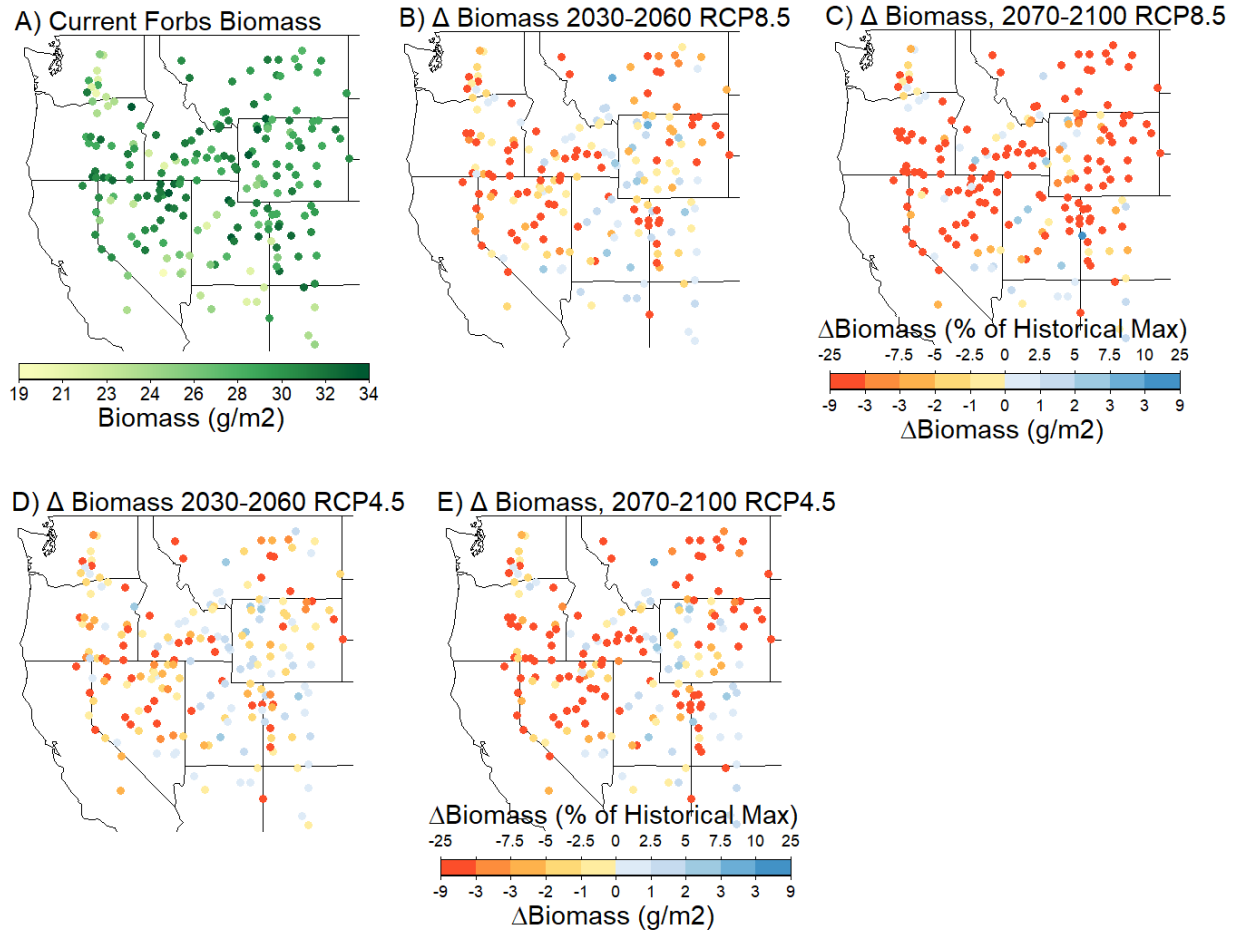 A) Current Forbs Biomass
B) Δ Biomass 2030-2060 RCP8.5
C) Δ Biomass, 2070-2100 RCP8.5
19 21 22 24 26 28 30 32 34
Biomass (g/m2)
ΔBiomass (% of Historical Max)
-25 -7.5 -5 -2.5 0 2.5 5 7.5 25
-9 -3 -3 -2 -1 0 1 2 3 3 9
ΔBiomass (g/m2)
D) Δ Biomass 2030-2060 RCP4.5
E) Δ Biomass, 2070-2100 RCP4.5
ΔBiomass (% of Historical Max)
-25 -7.5 -5 -2.5 0 2.5 5 7.5 25
-9 -3 -3 -2 -1 0 1 2 3 3 9
ΔBiomass (g/m2)